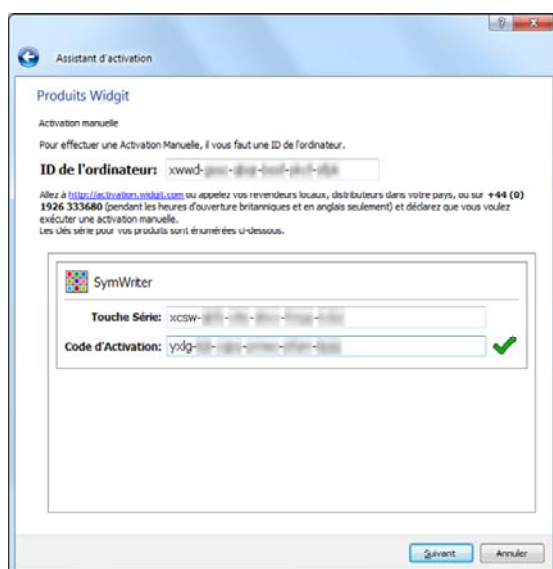 Assistant d'activation
Produits Widgit
Activation manuelle
Pour effectuer une Activation Manuelle, il vous faut une ID de l'ordinateur.
ID de l'ordinateur: xwwd-
Allez à http://activation.widgit.com ou appelez vos revendeurs locaux, distributeurs dans votre pays, ou sur +44 (0)
1926 333680 (pendant les heures d'ouverture britanniques et en anglais seulement) et déclarez que vous voulez
exécuter une activation manuelle.
Les clés série pour vos produits sont énumérées ci-dessous.
SymWriter
Touche Série: xcsw-
Code d'Activation: yxdg-
Suivant Annuler